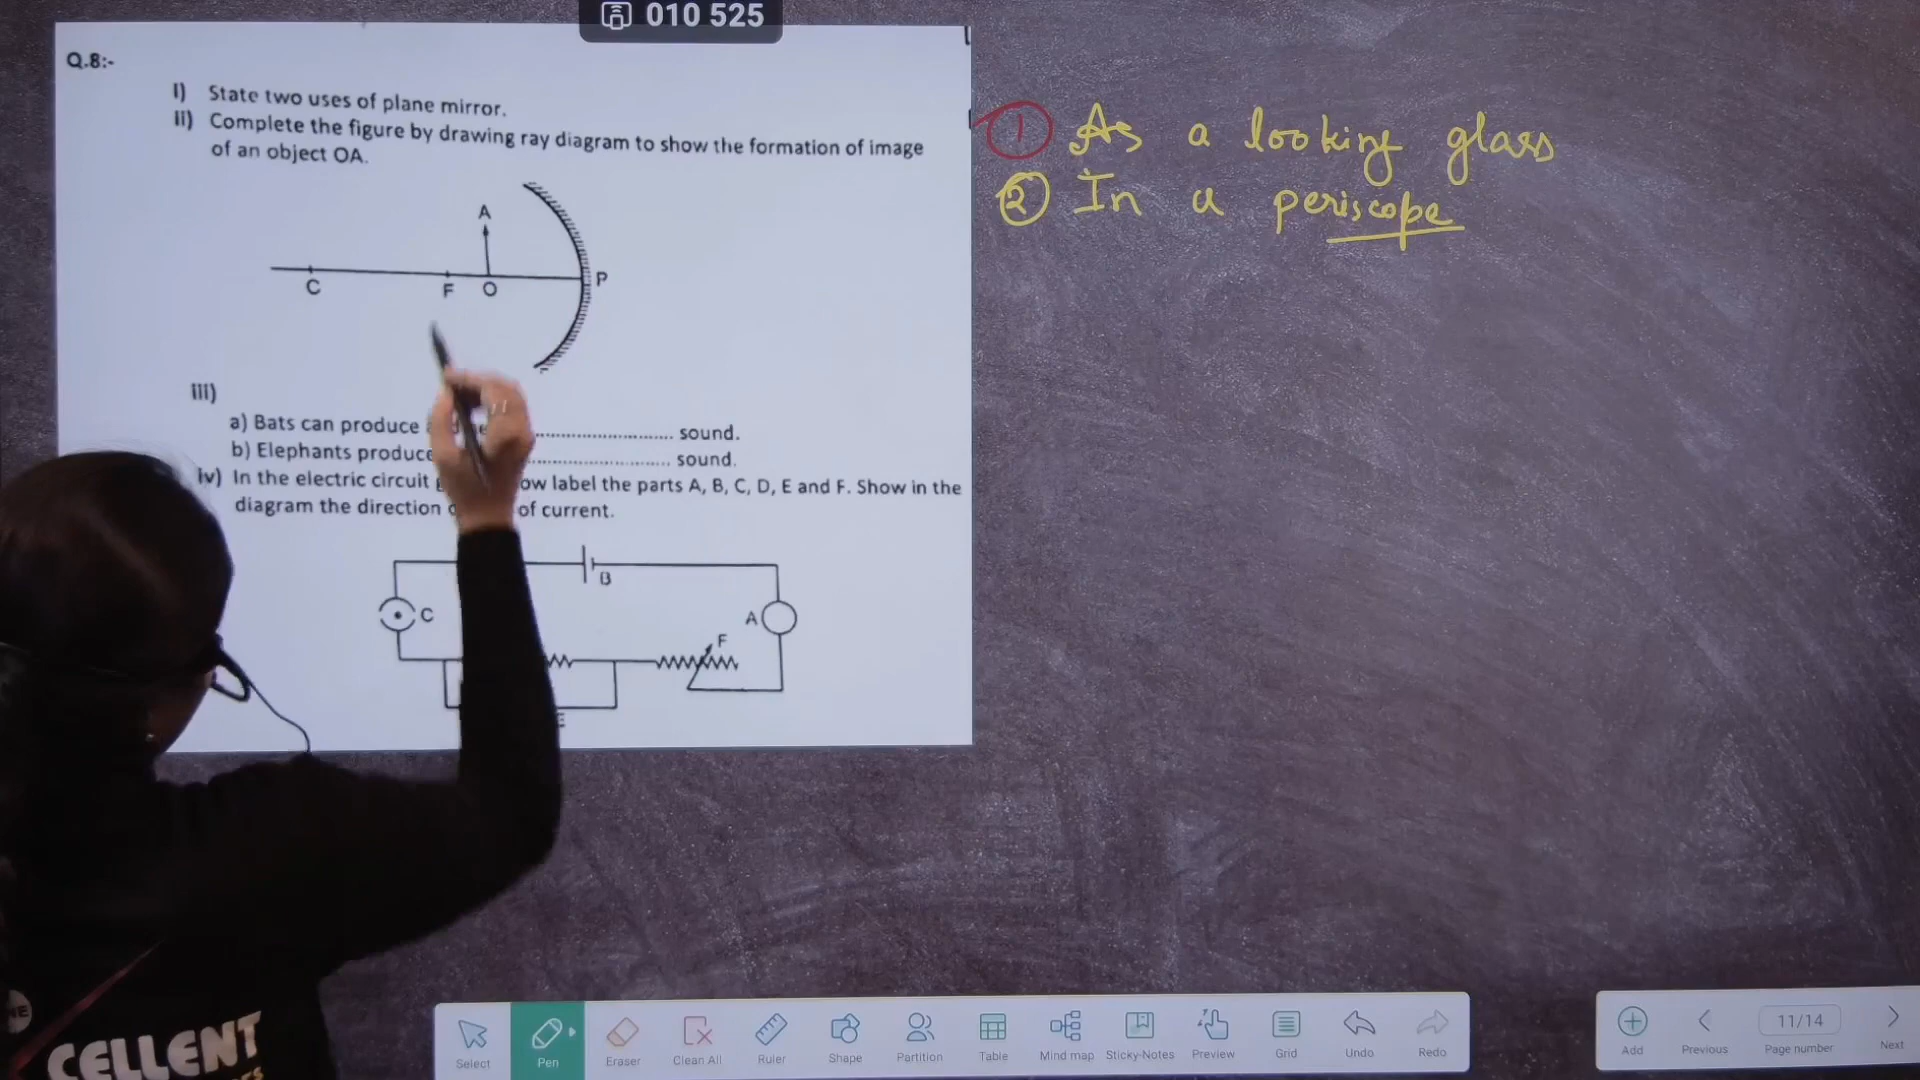 010 525
Q.8:-
i) State two uses of plane mirror.
ii) Complete the figure by drawing ray diagram to show the formation of image
of an object OA.
A
C F O P
iii)
a) Bats can produce sound.
b) Elephants produce sound.
iv) In the electric circuit label the parts A, B, C, D, E and F. Show in the
diagram the direction of current.
B
C
A
F
E
① As a looking glass
② In a periscope
CELLENT
Select Pen Eraser Clean All Ruler Shape Partition Table Mind map Sticky-Notes Preview Grid Undo Redo
Add Previous 11/14 Page number Next